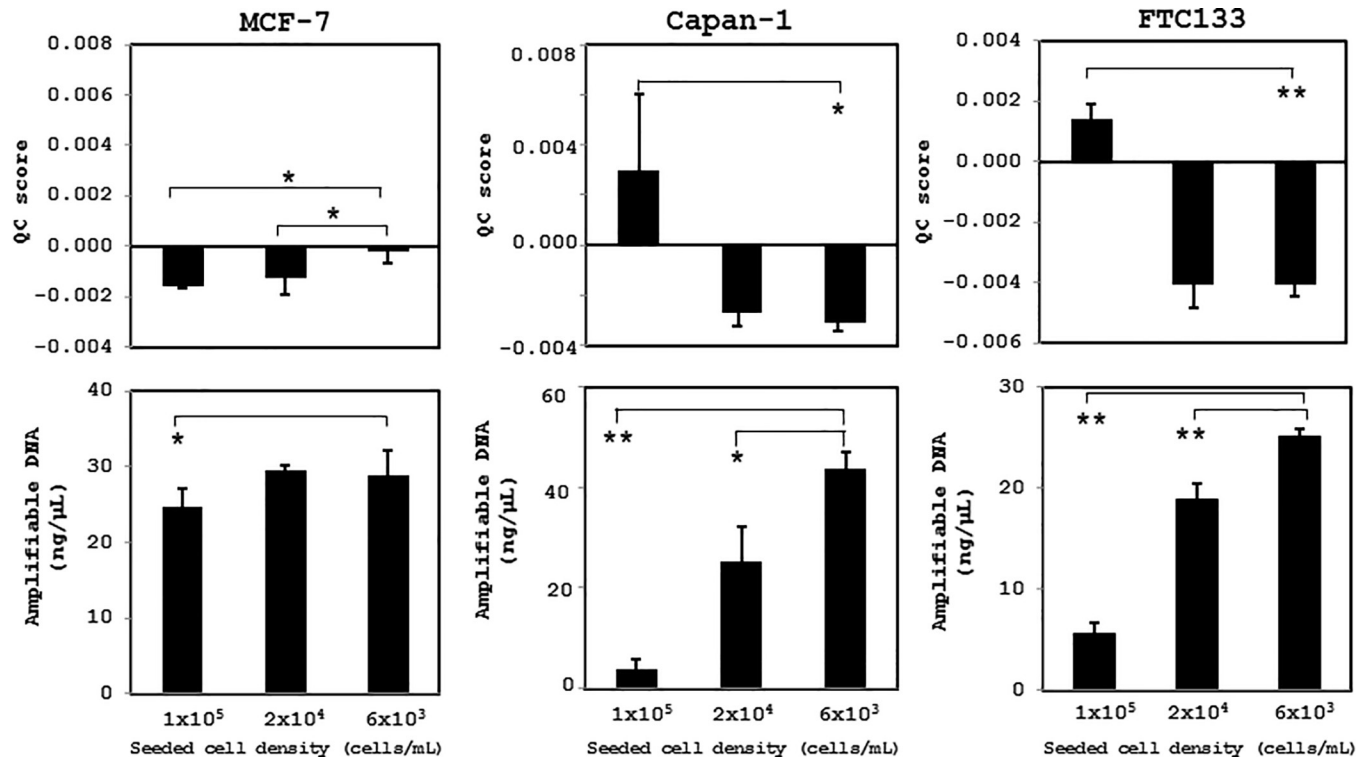 MCF-7
Capan-1
FTC133
QC score
0.008
0.006
0.004
0.002
0.000
-0.002
-0.004
*
*
QC score
0.008
0.004
0.000
-0.004
*
QC score
0.004
0.002
0.000
-0.002
-0.004
-0.006
**
Amplifiable DNA
(ng/µL)
40
30
20
10
0
*
Amplifiable DNA
(ng/µL)
60
40
20
0
**
*
Amplifiable DNA
(ng/µL)
30
20
10
0
**
**
1x10⁵ 2x10⁴ 6x10³
Seeded cell density (cells/mL)
1x10⁵ 2x10⁴ 6x10³
Seeded cell density (cells/mL)
1x10⁵ 2x10⁴ 6x10³
Seeded cell density (cells/mL)